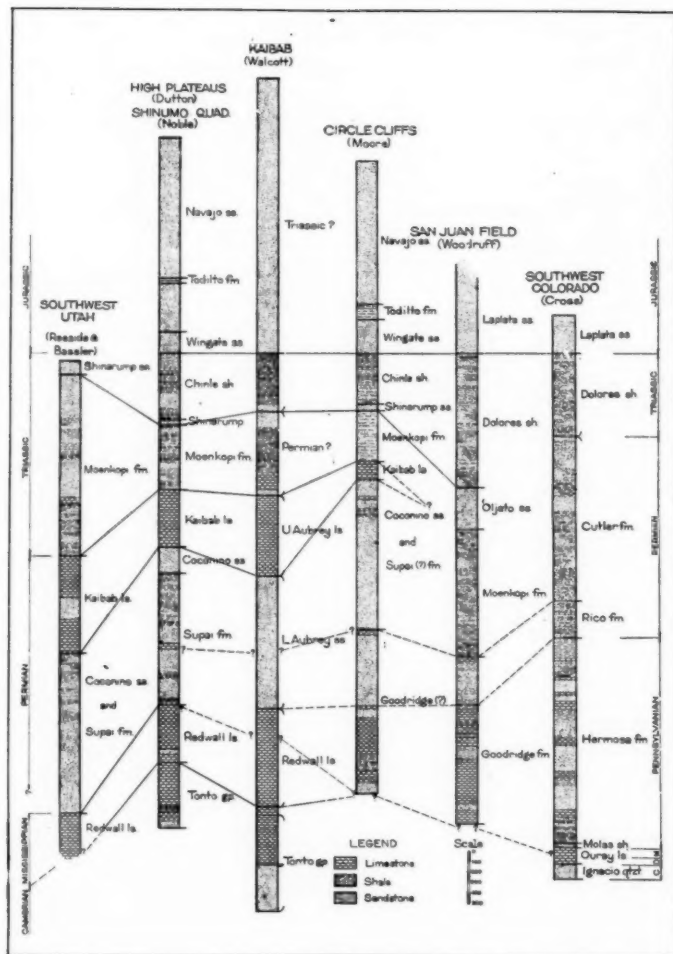 KAIBAB
(Walcott)
HIGH PLATEAUS
(Dutton)
SHINUMO QUAD.
(Noble)
CIRCLE CLIFFS
(Moore)
SAN JUAN FIELD
(Woodruff)
SOUTHWEST
COLORADO
(Cross)
SOUTHWEST
UTAH
(Reeside &
Bassler)
JURASSIC
TRIASSIC
PERMIAN
?
MISSISSIPPIAN
CAMBRIAN
Shinarump ss.
Moenkopi fm.
Kaibab ls.
Coconino ss.
and
Supai fm.
Redwall ls.
Navajo ss.
Todilto fm
Wingate ss
Chinle sh
Shinarump
Moenkopi fm.
Kaibab ls
Coconino ss
Supai fm.
?
?
Redwall ls
Tonto gp.
Triassic ?
Permian ?
U. Aubrey ls
L. Aubrey ss
Redwall ls
Tonto gp.
Navajo ss.
Todilto fm
Wingate ss.
Chinle sh
Shinarump ss
Moenkopi fm
Kaibab ls
?
Coconino ss.
and
Supai (?) fm.
?
Goodridge (?)
Laplata ss
Dolores sh
Oljato ss
Moenkopi fm
Goodridge fm
Laplata ss
Dolores sh
Cutler fm.
Rico fm
Hermosa fm
Molas sh
Ouray ls
Ignacio qtzt
JURASSIC
TRIASSIC
PERMIAN
PENNSYLVANIAN
C. D. M.
LEGEND
Limestone
Shale
Sandstone
Scale